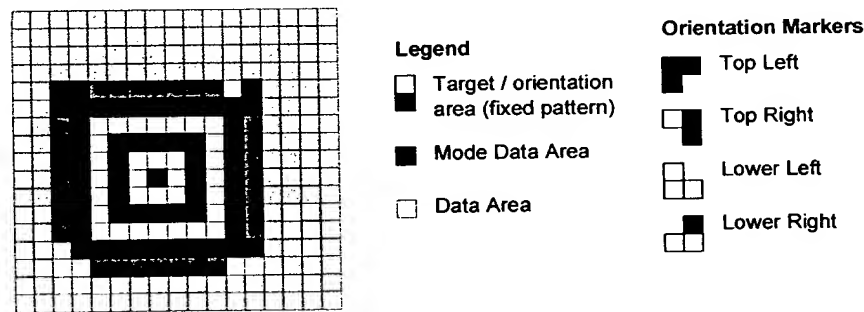 Legend
Target / orientation
area (fixed pattern)
Mode Data Area
Data Area
Orientation Markers
Top Left
Top Right
Lower Left
Lower Right